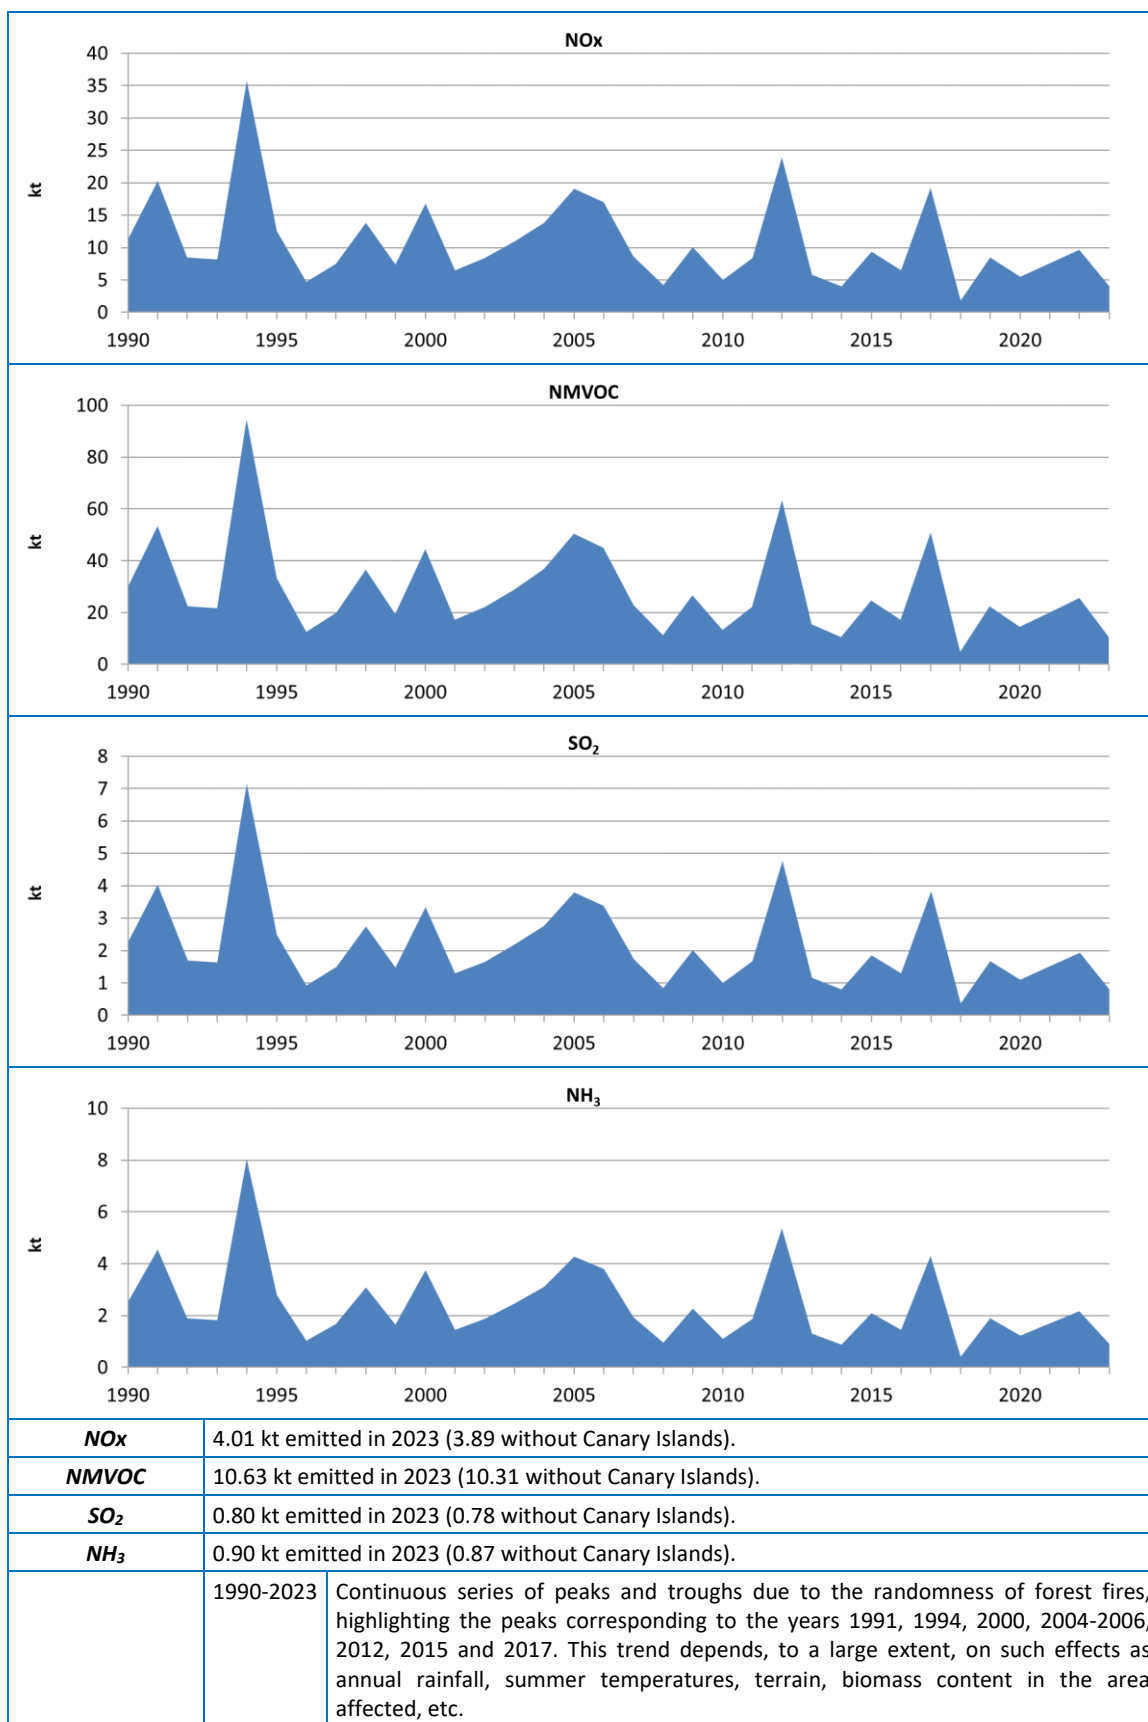 NOx
40
35
30
25
20
15
10
5
0
kt
1990 1995 2000 2005 2010 2015 2020
NMVOC
100
80
60
40
20
0
kt
1990 1995 2000 2005 2010 2015 2020
SO₂
8
7
6
5
4
3
2
1
0
kt
1990 1995 2000 2005 2010 2015 2020
NH₃
10
8
6
4
2
0
kt
1990 1995 2000 2005 2010 2015 2020
NOx 4.01 kt emitted in 2023 (3.89 without Canary Islands).
NMVOC 10.63 kt emitted in 2023 (10.31 without Canary Islands).
SO₂ 0.80 kt emitted in 2023 (0.78 without Canary Islands).
NH₃ 0.90 kt emitted in 2023 (0.87 without Canary Islands).
1990-2023 Continuous series of peaks and troughs due to the randomness of forest fires,
highlighting the peaks corresponding to the years 1991, 1994, 2000, 2004-2006,
2012, 2015 and 2017. This trend depends, to a large extent, on such effects as
annual rainfall, summer temperatures, terrain, biomass content in the area
affected, etc.